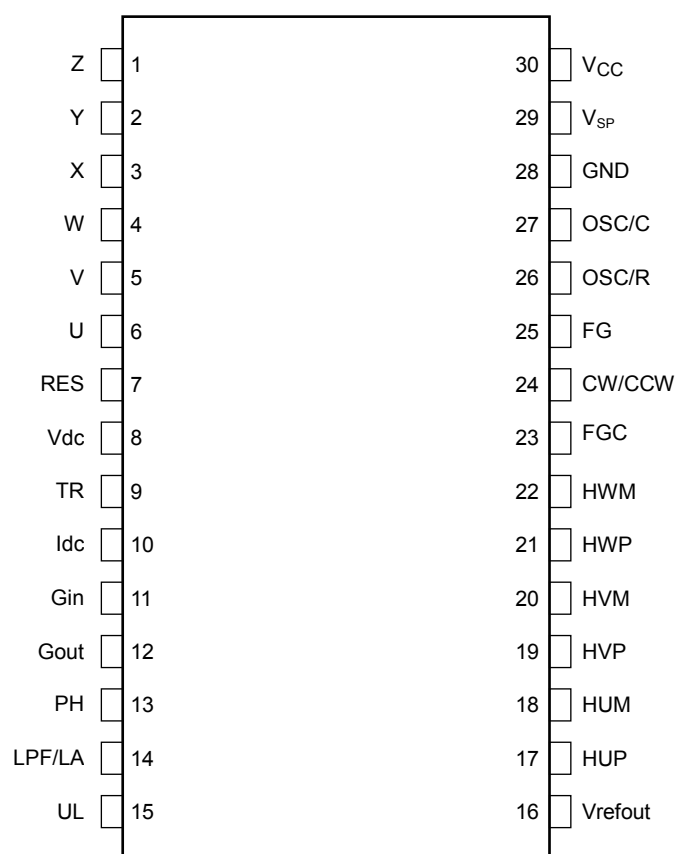 Z 1 30 VCC
Y 2 29 VSP
X 3 28 GND
W 4 27 OSC/C
V 5 26 OSC/R
U 6 25 FG
RES 7 24 CW/CCW
Vdc 8 23 FGC
TR 9 22 HWM
Idc 10 21 HWP
Gin 11 20 HVM
Gout 12 19 HVP
PH 13 18 HUM
LPF/LA 14 17 HUP
UL 15 16 Vrefout